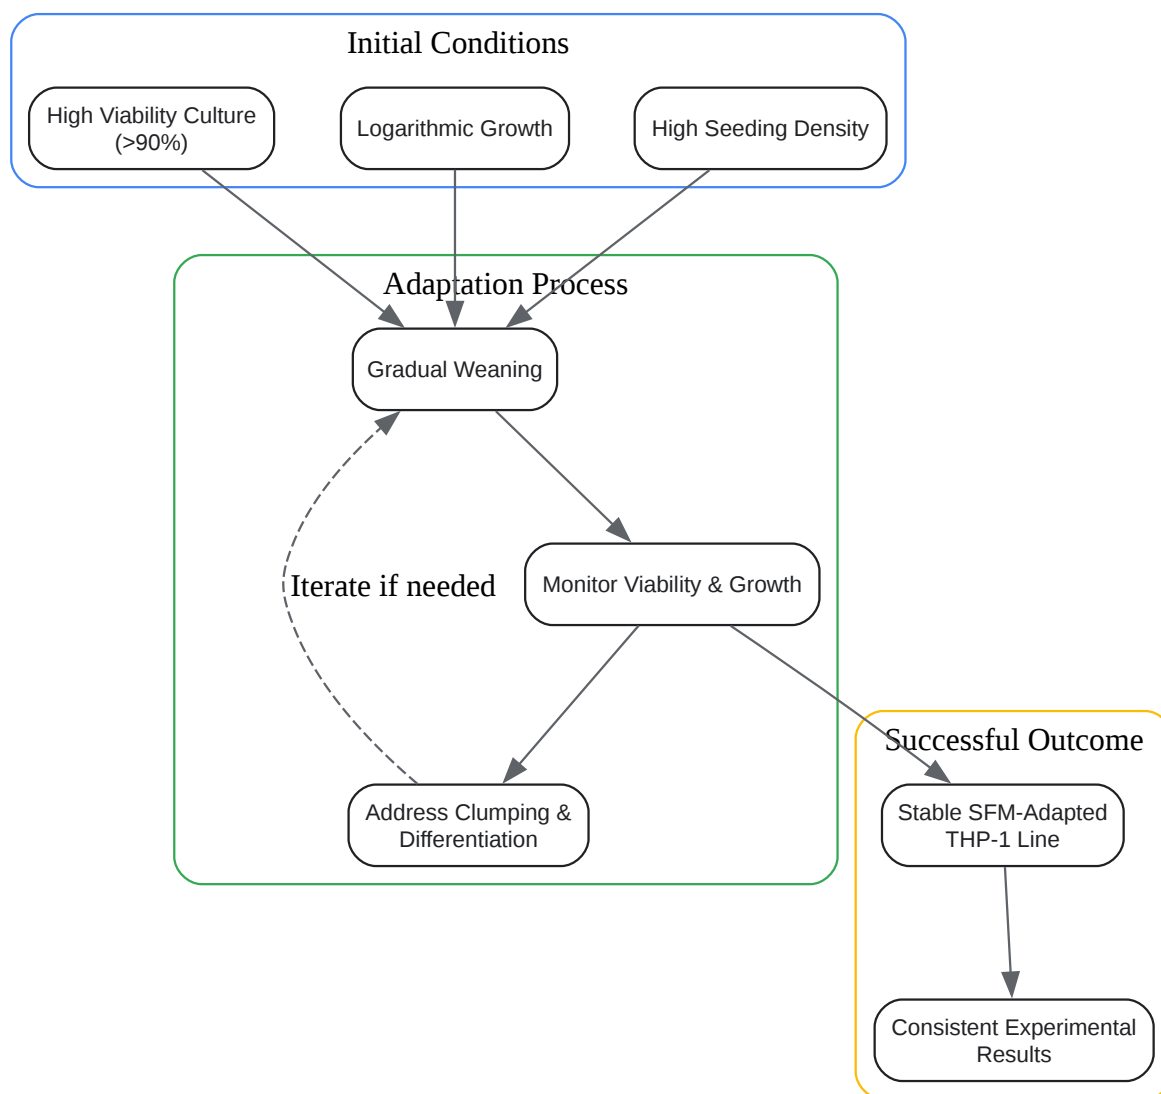 Initial Conditions
High Viability Culture
(>90%)
Logarithmic Growth
High Seeding Density
Adaptation Process
Gradual Weaning
Iterate if needed
Monitor Viability & Growth
Address Clumping &
Differentiation
Successful Outcome
Stable SFM-Adapted
THP-1 Line
Consistent Experimental
Results